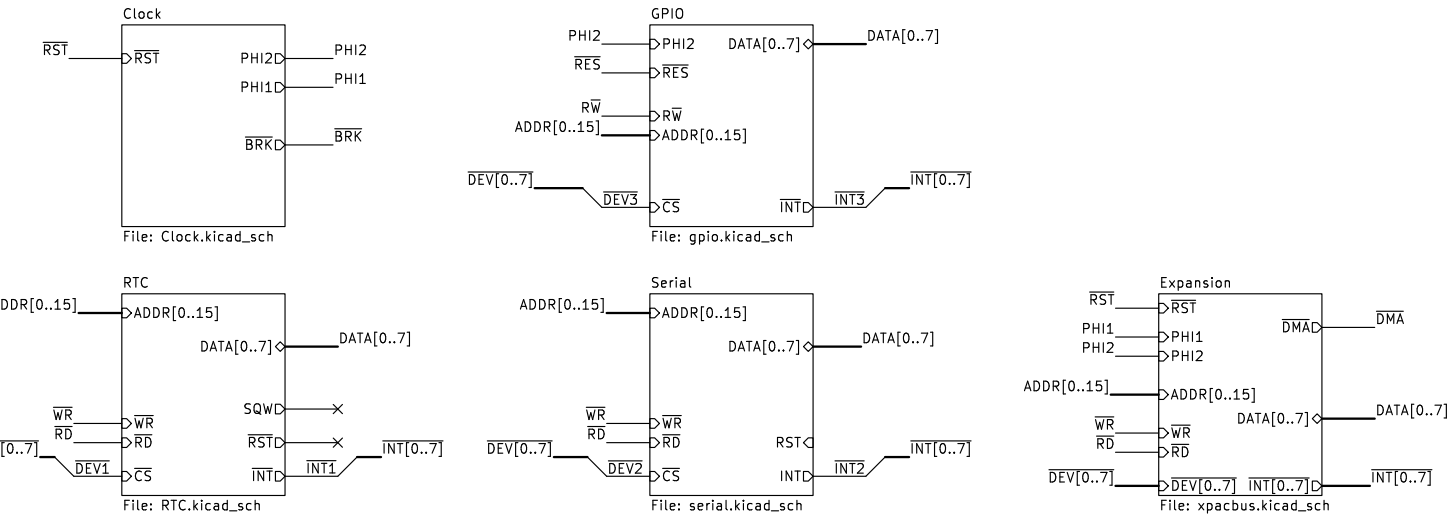 Clock
RST
RST
PHI2
PHI2
PHI1
PHI1
BRK
BRK
File: Clock.kicad_sch
GPIO
PHI2
PHI2
DATA[0..7]
DATA[0..7]
RES
RES
RW
RW
ADDR[0..15]
ADDR[0..15]
DEV[0..7]
DEV3
CS
INT
INT3
INT[0..7]
File: gpio.kicad_sch
RTC
DDR[0..15]
ADDR[0..15]
DATA[0..7]
DATA[0..7]
SQW
WR
WR
RD
RD
RST
[0..7]
DEV1
CS
INT
INT1
INT[0..7]
File: RTC.kicad_sch
Serial
ADDR[0..15]
ADDR[0..15]
DATA[0..7]
DATA[0..7]
WR
WR
RD
RD
RST
DEV[0..7]
DEV2
CS
INT
INT2
INT[0..7]
File: serial.kicad_sch
Expansion
RST
RST
DMA
DMA
PHI1
PHI1
PHI2
PHI2
ADDR[0..15]
ADDR[0..15]
DATA[0..7]
DATA[0..7]
WR
WR
RD
RD
DEV[0..7]
DEV[0..7]
INT[0..7]
INT[0..7]
File: xpacbus.kicad_sch